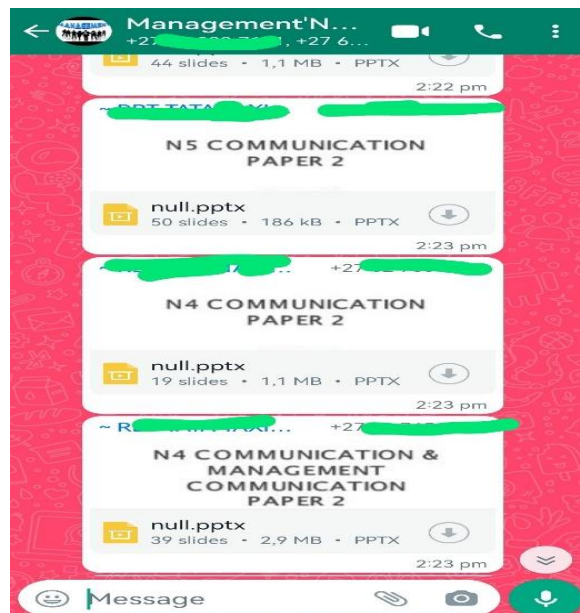 Management'N...
+27 6...
44 slides • 1,1 MB • PPTX
2:22 pm
N5 COMMUNICATION
PAPER 2
null.pptx
50 slides • 186 kB • PPTX
2:23 pm
N4 COMMUNICATION
PAPER 2
null.pptx
19 slides • 1,1 MB • PPTX
2:23 pm
N4 COMMUNICATION &
MANAGEMENT
COMMUNICATION
PAPER 2
null.pptx
39 slides • 2,9 MB • PPTX
2:23 pm
Message